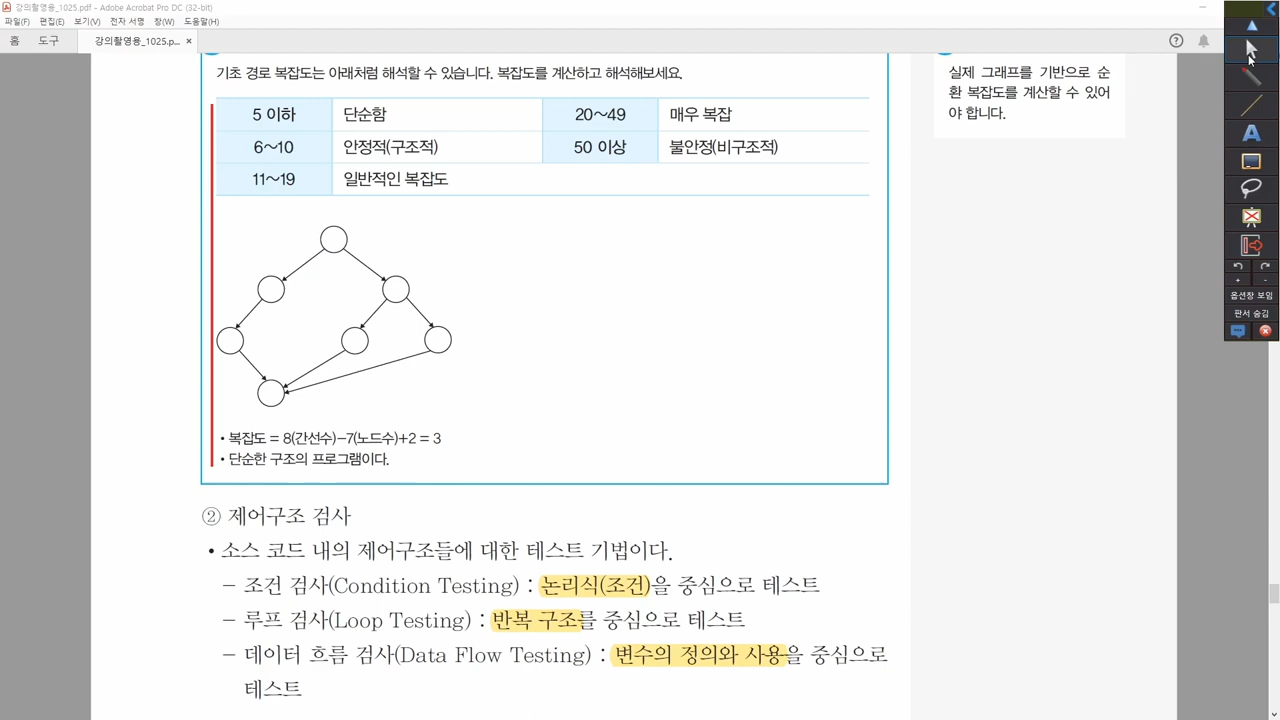 강의촬영용_1025.pdf - Adobe Acrobat Pro DC (32-bit)
파일(F) 편집(E) 보기(V) 전자 서명 창(W) 도움말(H)
홈 도구 강의촬영용_1025.p... ×
기초 경로 복잡도는 아래처럼 해석할 수 있습니다. 복잡도를 계산하고 해석해보세요.
5 이하 단순함 20~49 매우 복잡
6~10 안정적(구조적) 50 이상 불안정(비구조적)
11~19 일반적인 복잡도
• 복잡도 = 8(간선수)-7(노드수)+2 = 3
• 단순한 구조의 프로그램이다.
② 제어구조 검사
• 소스 코드 내의 제어구조들에 대한 테스트 기법이다.
- 조건 검사(Condition Testing) : 논리식(조건)을 중심으로 테스트
- 루프 검사(Loop Testing) : 반복 구조를 중심으로 테스트
- 데이터 흐름 검사(Data Flow Testing) : 변수의 정의와 사용을 중심으로
테스트
실제 그래프를 기반으로 순
환 복잡도를 계산할 수 있어
야 합니다.
A
+ -
옵션창 보임
판서 숨김